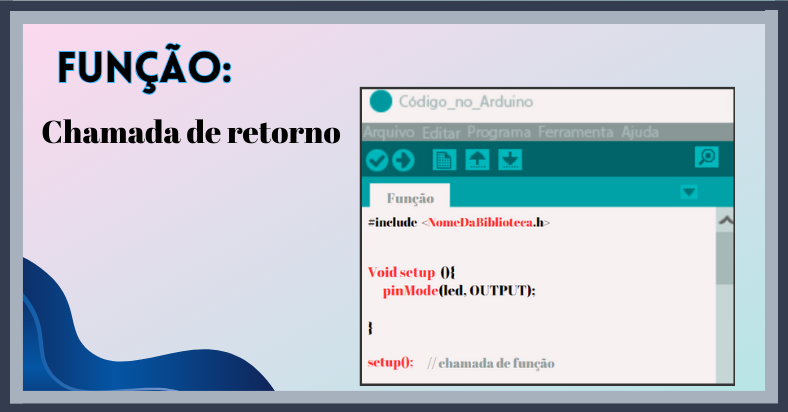 FUNÇÃO:
Chamada de retorno
Código_no_Arduino
Arquivo Editar Programa Ferramenta Ajuda
Função
#include <NomeDaBiblioteca.h>
Void setup (){
pinMode(led, OUTPUT);
}
setup(); // chamada de função